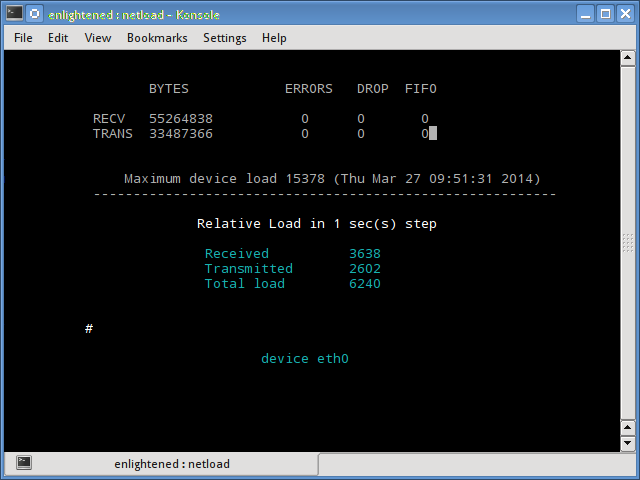 enlightened : netload – Konsole
File Edit View Bookmarks Settings Help
BYTES ERRORS DROP FIFO
RECV 55264838 0 0 0
TRANS 33487366 0 0 0
Maximum device load 15378 (Thu Mar 27 09:51:31 2014)
----------------------------------------------------------
Relative Load in 1 sec(s) step
Received 3638
Transmitted 2602
Total load 6240
#
device eth0
enlightened : netload